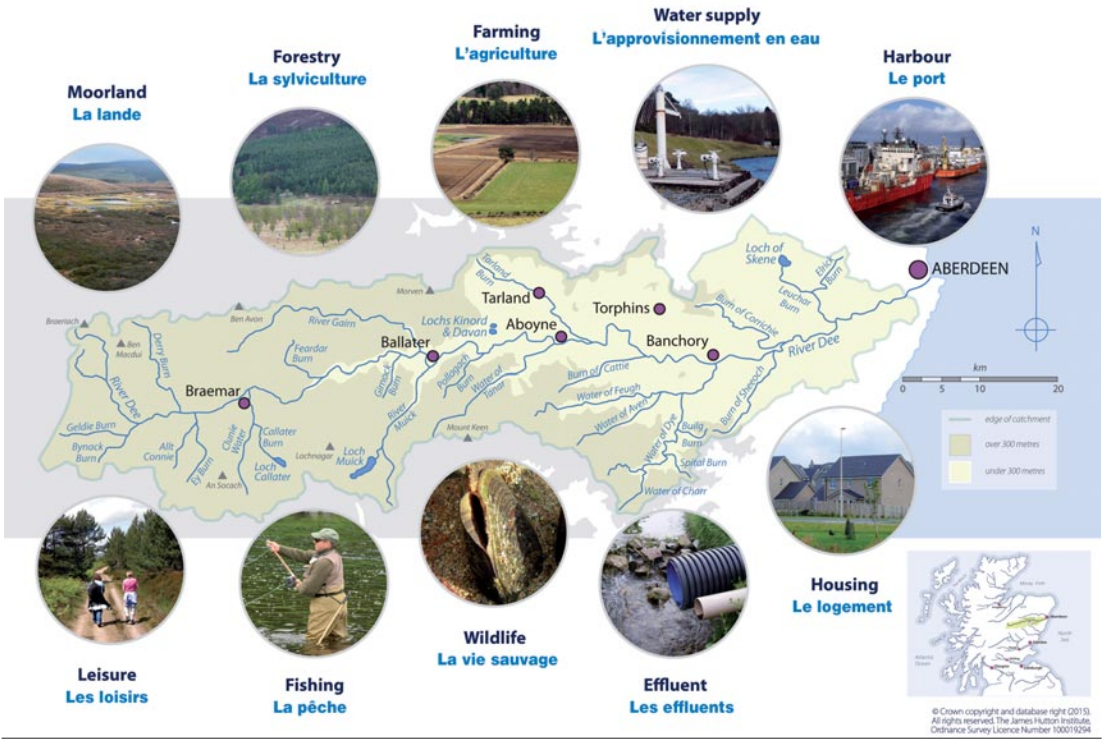 Water supply
L'approvisionnement en eau
Farming
L'agriculture
Forestry
La sylviculture
Harbour
Le port
Moorland
La lande
N
ABERDEEN
Loch of
Skene
Elrick
Burn
Leuchar
Burn
Tarland
Burn
Tarland
Torphins
Burn of Corrichie
Morven
Ben Avon
Braeriach
Ben
Macdui
River Gairn
Lochs Kinord
& Davan
Aboyne
Banchory
River Dee
Derry Burn
Feardar
Burn
Ballater
km
0
10
20
Girnock
Burn
Pollagach
Burn
Water of
Tanar
Burn of Cattie
Water of Feugh
Water of Aven
Burn of Sheeoch
River Dee
Braemar
River
Muick
Mount Keen
Geldie Burn
Bynack
Burn
Allt
Connie
Ey Burn
Clunie
Water
Callater
Burn
Loch
Callater
An Socach
Lochnagar
Loch
Muick
Water of Dye
Builg
Burn
Spital Burn
Water of Charr
edge of catchment
over 300 metres
under 300 metres
Housing
Le logement
Wildlife
La vie sauvage
Leisure
Les loisirs
Fishing
La pêche
Effluent
Les effluents
Aberdeen
North
Sea
Atlantic
Ocean
© Crown copyright and database right (2015).
All rights reserved. The James Hutton Institute,
Ordnance Survey Licence Number 100019294